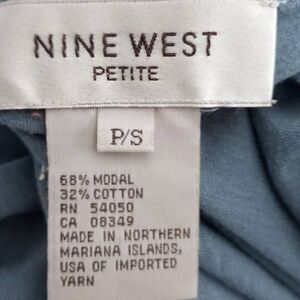 NINE WEST
PETITE
P/S
68% MODAL
32% COTTON
RN 54050
CA 08349
MADE IN NORTHERN
MARIANA ISLANDS,
USA OF IMPORTED
YARN